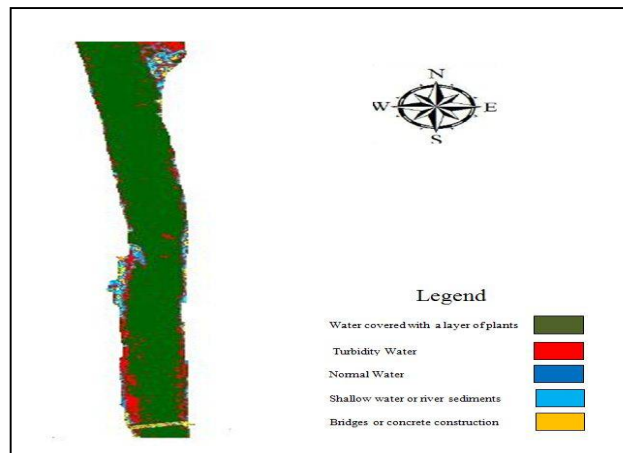 N
W E
S
Legend
Water covered with a layer of plants
Turbidity Water
Normal Water
Shallow water or river sediments
Bridges or concrete construction